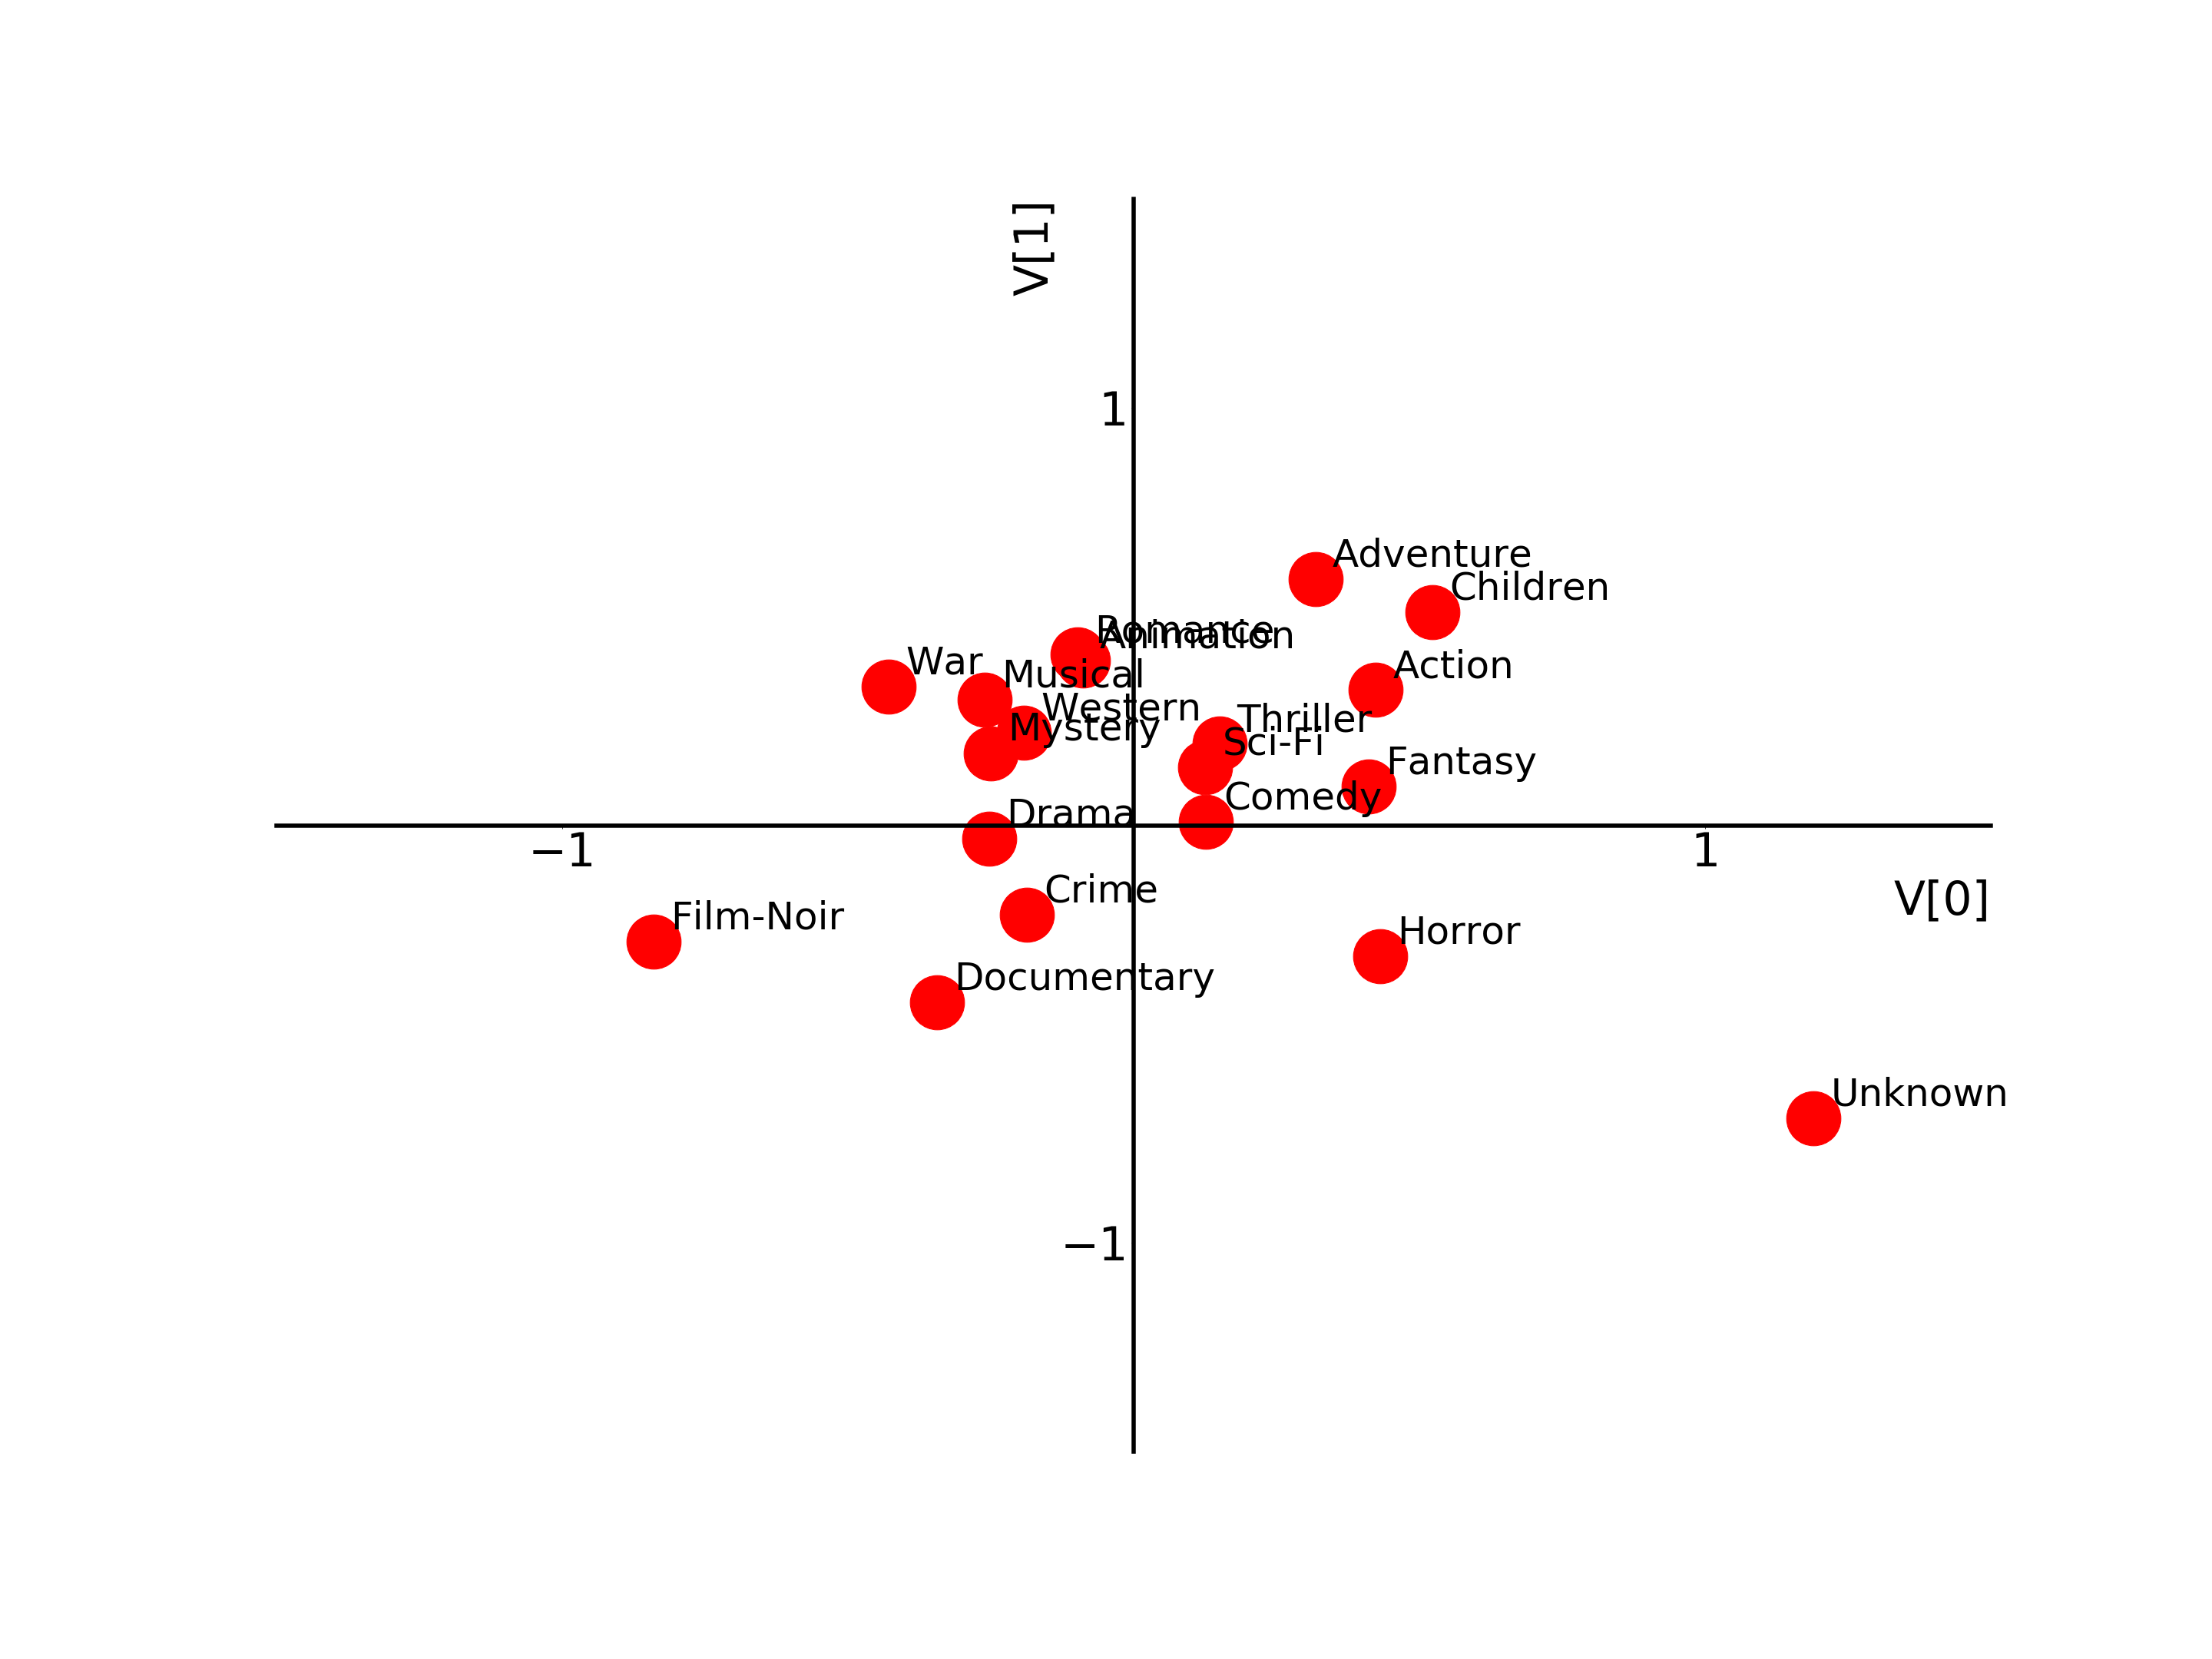 V[1]
1
Adventure
Children
Romance
Animation
War
Musical
Action
Western
Thriller
Mystery
Sci-Fi
Fantasy
Comedy
Drama
−1
1
Crime
V[0]
Film-Noir
Horror
Documentary
Unknown
−1